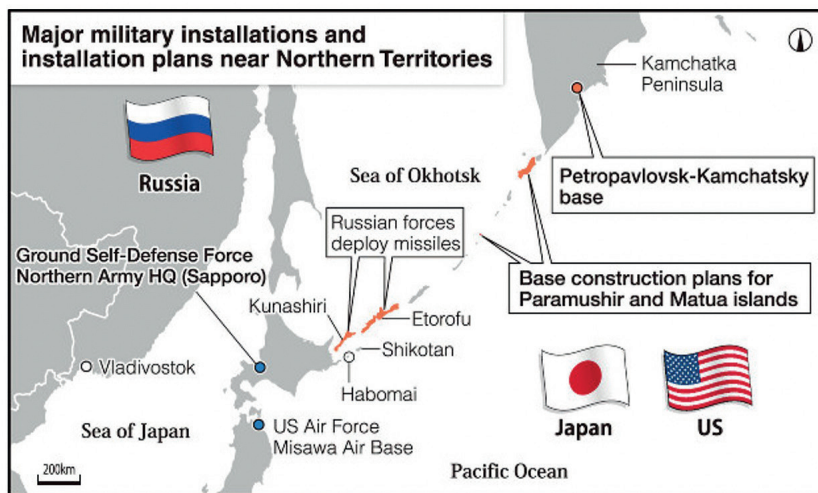 Major military installations and
installation plans near Northern Territories
Kamchatka
Peninsula
Russia
Sea of Okhotsk
Petropavlovsk-Kamchatsky
base
Russian forces
deploy missiles
Ground Self-Defense Force
Northern Army HQ (Sapporo)
Base construction plans for
Paramushir and Matua islands
Kunashiri
Etorofu
Shikotan
Vladivostok
Habomai
Sea of Japan
US Air Force
Misawa Air Base
Japan
US
200km
Pacific Ocean